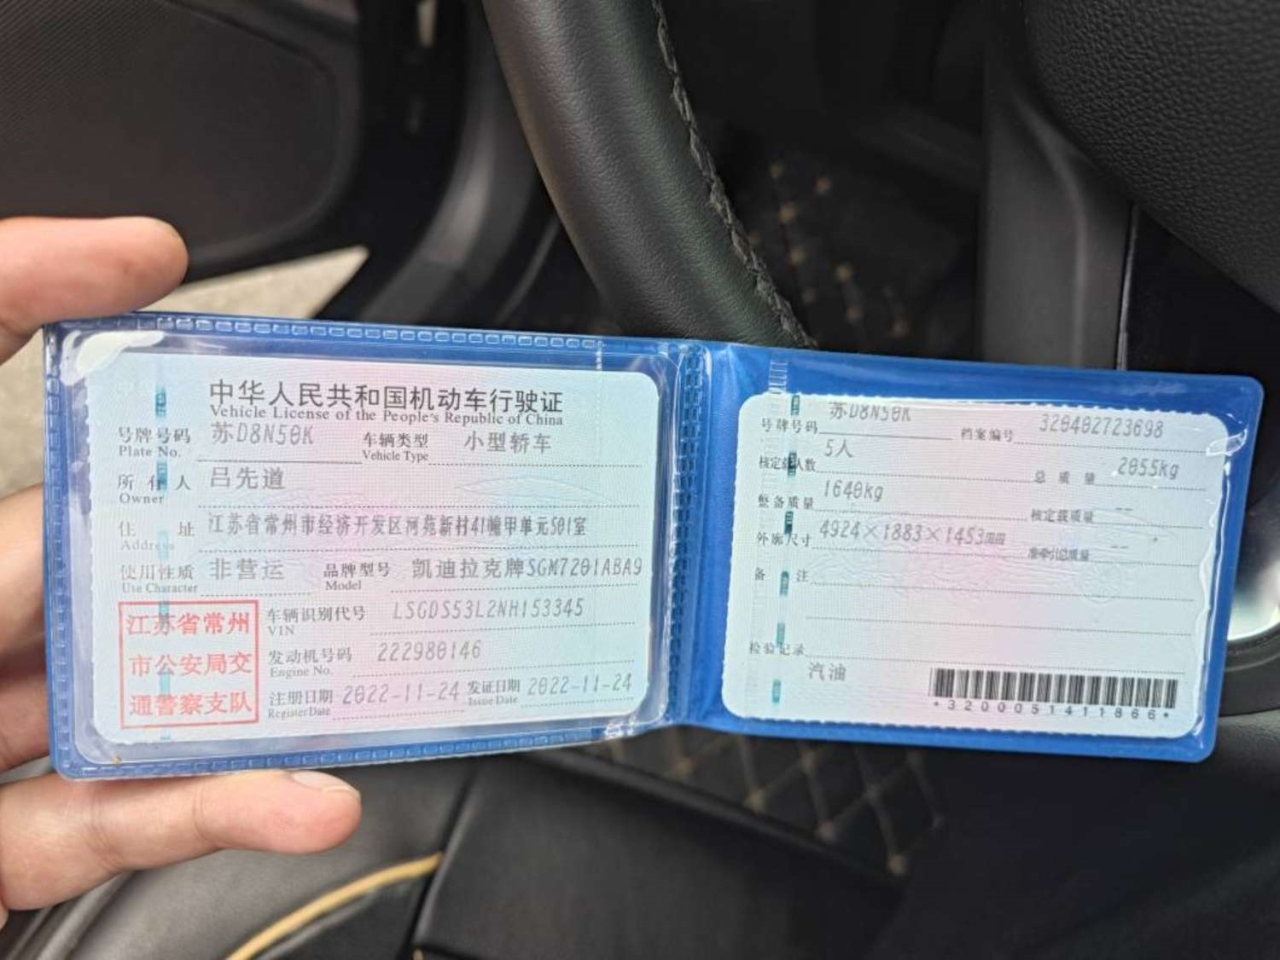 中华人民共和国机动车行驶证
Vehicle License of the People's Republic of China
号牌号码 苏D8N50K 车辆类型 小型轿车
Plate No. Vehicle Type
所有人 吕先道
Owner
住址 江苏省常州市经济开发区河苑新村41幢甲单元501室
Address
使用性质 非营运 品牌型号 凯迪拉克牌SGM7201ABA9
Use Character Model
江苏省常州
市公安局交
通警察支队
车辆识别代号 LSGDS53L2NH153345
VIN
发动机号码 222980146
Engine No.
注册日期 2022-11-24 发证日期 2022-11-24
Register Date Issue Date
号牌号码 苏D8N50K 档案编号 320402723698
核定载人数 5人 总质量 2055kg
整备质量 1640kg 核定载质量 --
外廓尺寸 4924×1883×1453mm 准牵引总质量 --
备注
检验记录
汽油
*3200051411866*